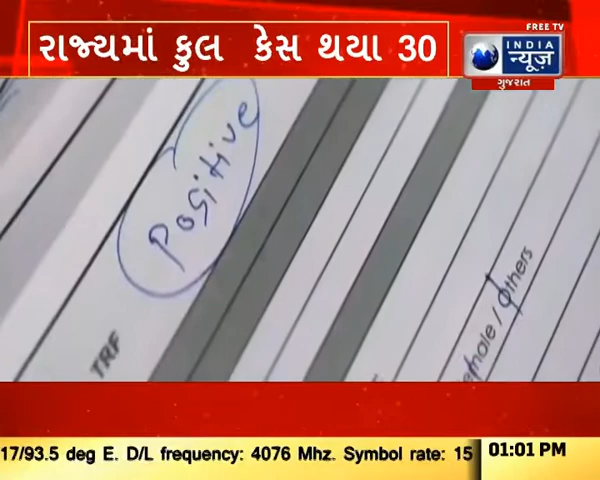 રાજ્યમાં કુલ કેસ થયા 30
FREE TV
INDIA
न्यूज़
ગુજરાત
Positive
TRF
/ Others
17/93.5 deg E. D/L frequency: 4076 Mhz. Symbol rate: 15
01:01 PM